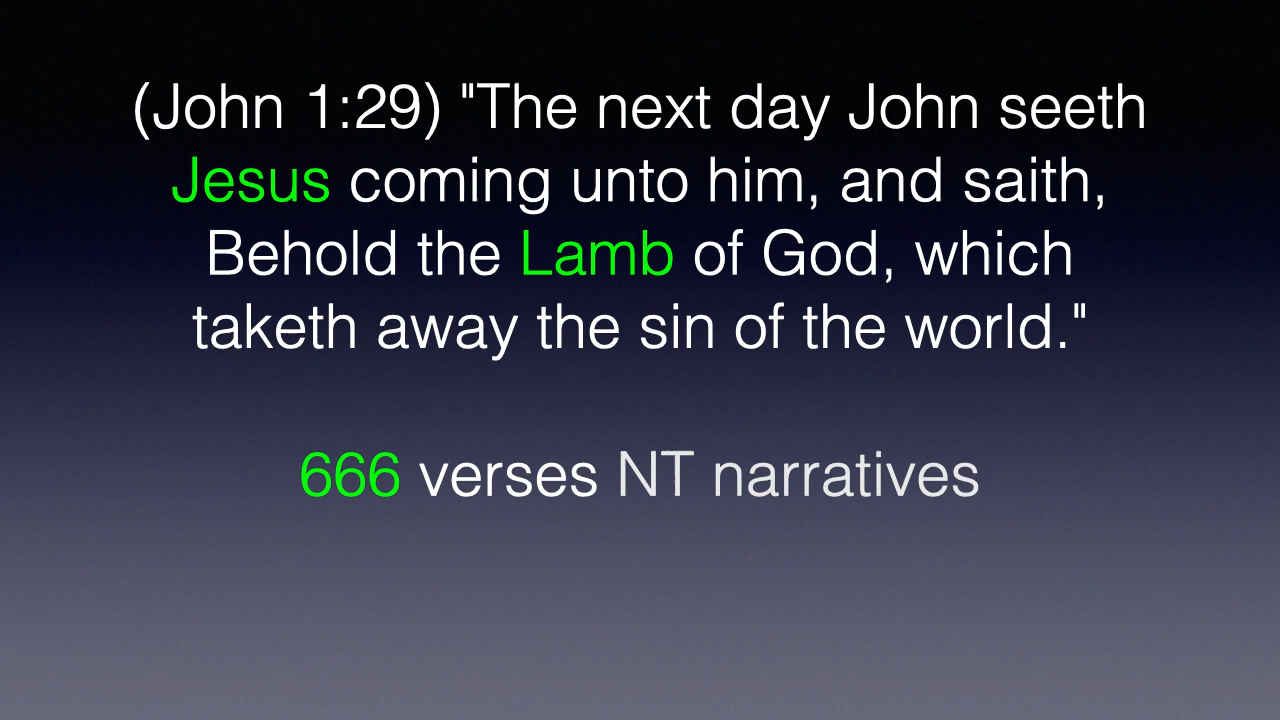 (John 1:29) "The next day John seeth
Jesus coming unto him, and saith,
Behold the Lamb of God, which
taketh away the sin of the world."
666 verses NT narratives